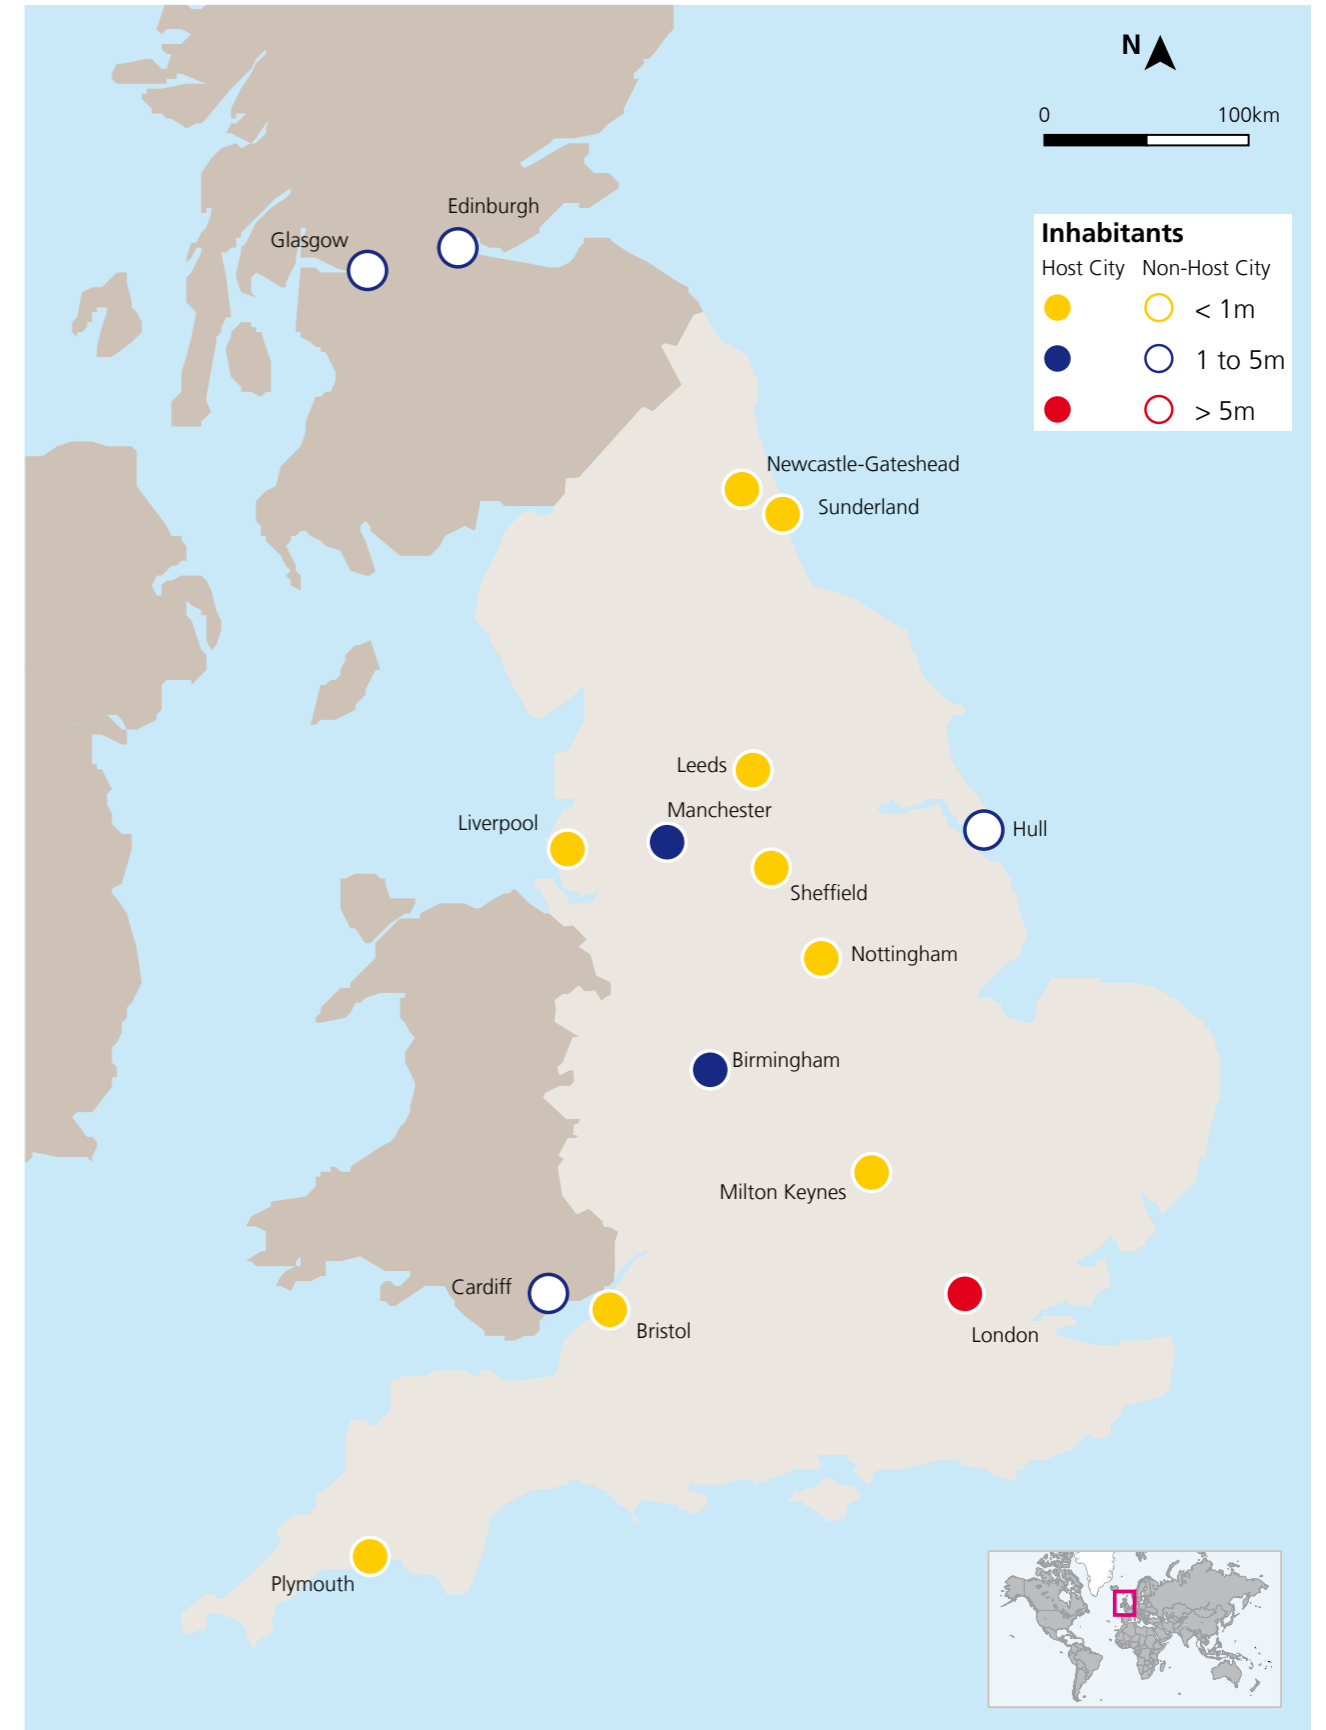 N
0 100km
Inhabitants
Host City Non-Host City
< 1m
1 to 5m
> 5m
Edinburgh
Glasgow
Newcastle-Gateshead
Sunderland
Leeds
Manchester
Liverpool
Hull
Sheffield
Nottingham
Birmingham
Milton Keynes
Cardiff
Bristol
London
Plymouth